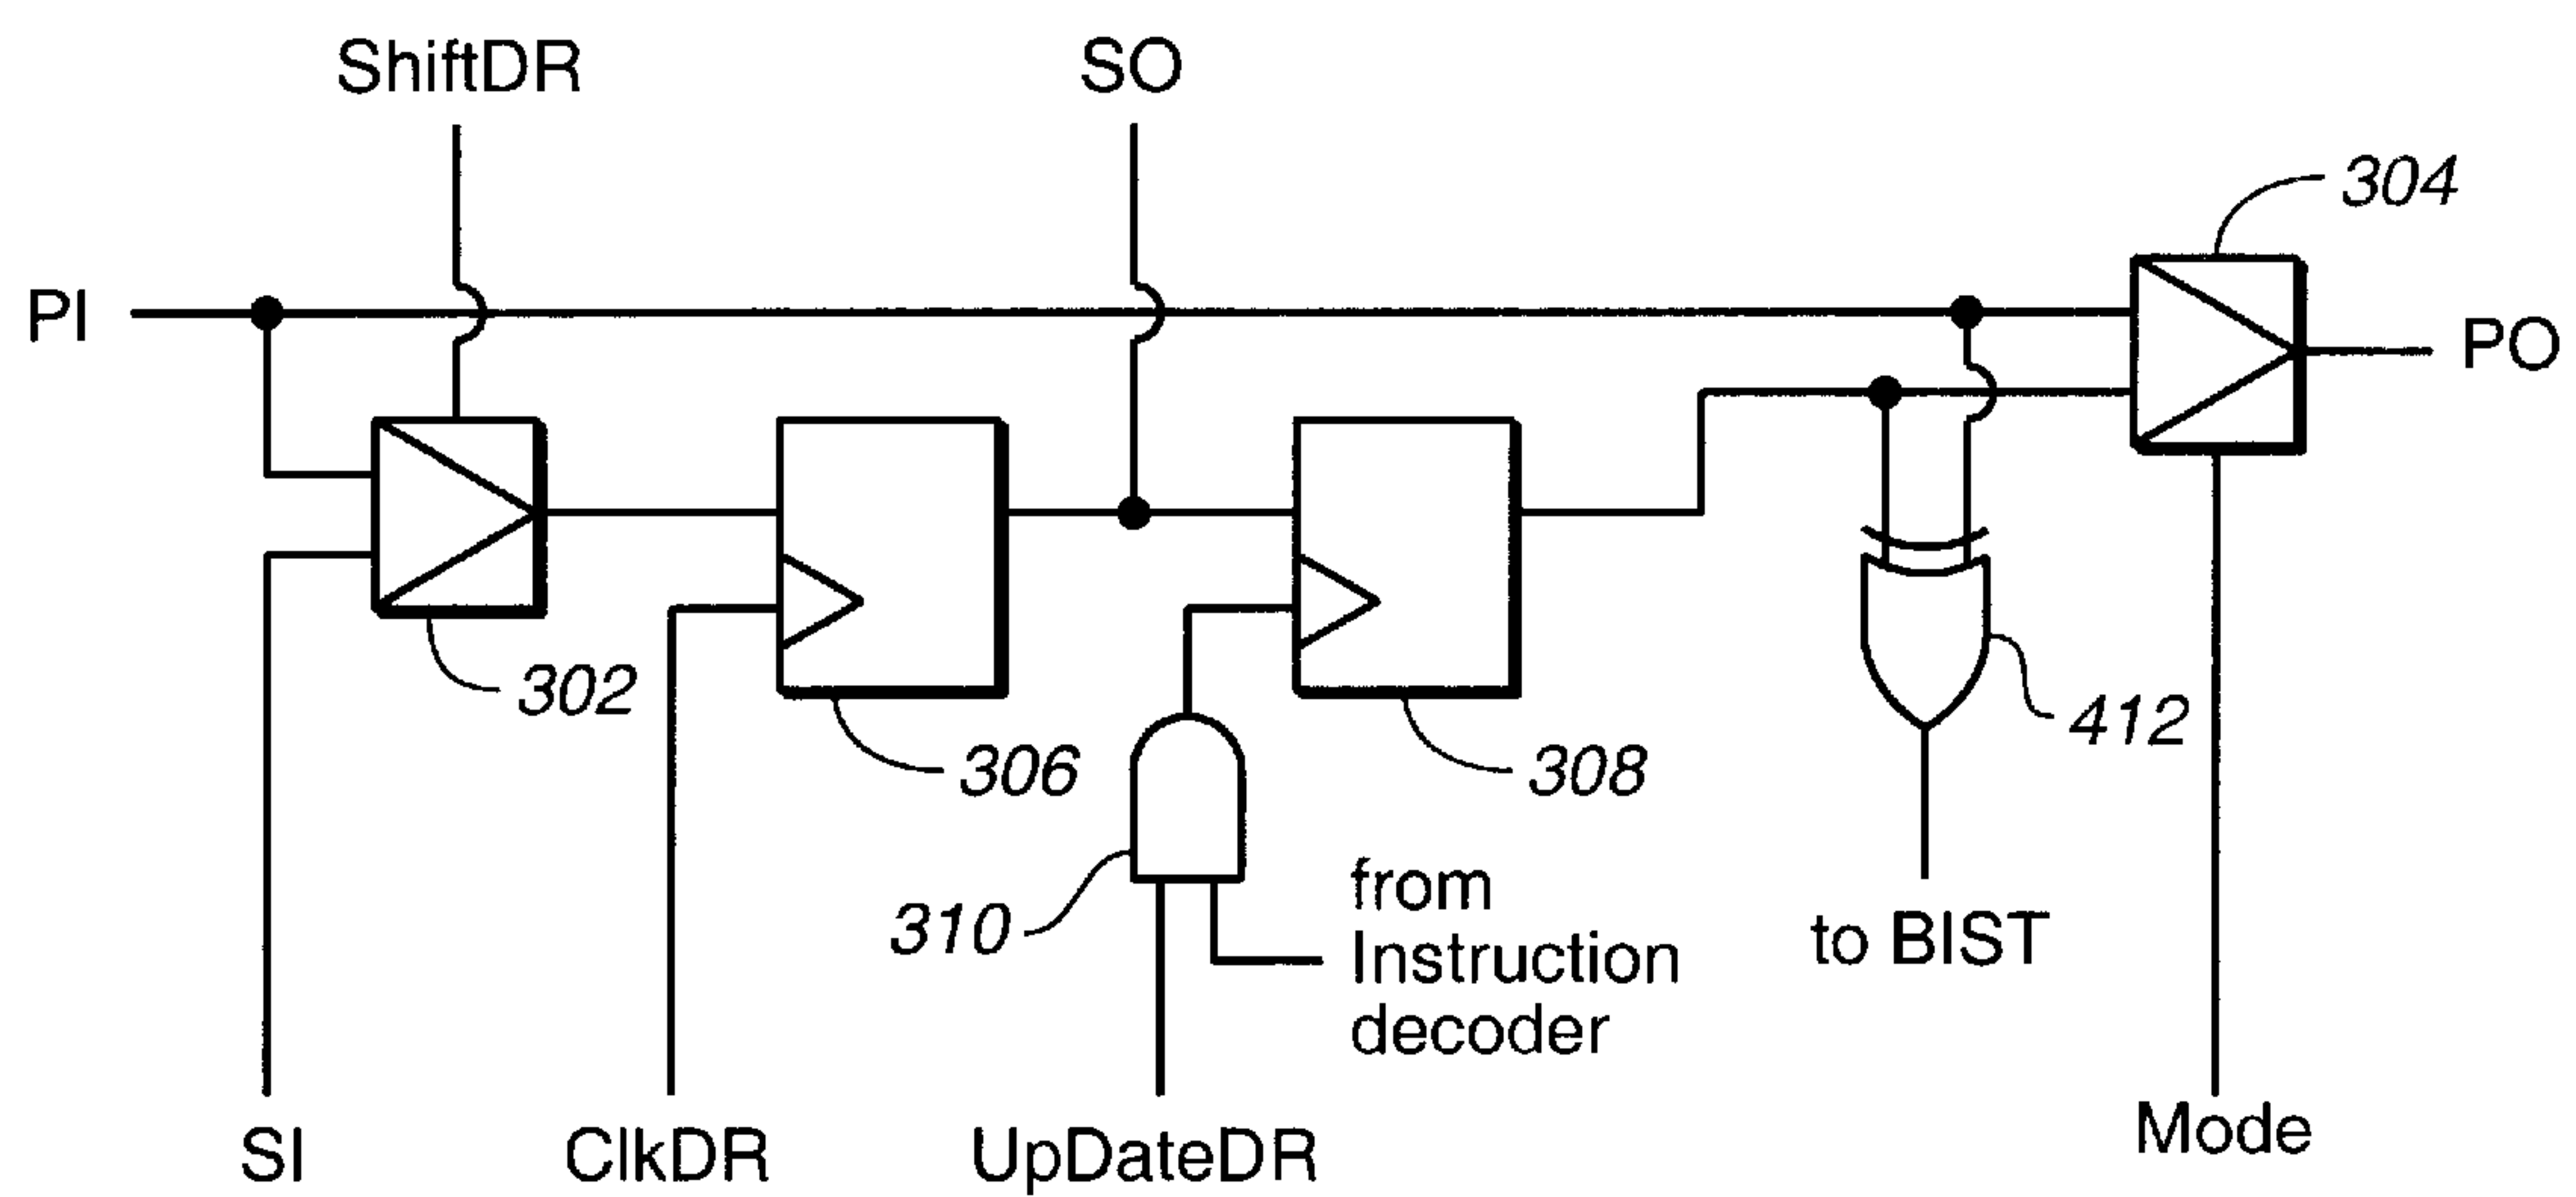 ShiftDR
SO
304
PI
PO
302
306
308
412
310
from
Instruction
decoder
to BIST
SI
ClkDR
UpDateDR
Mode